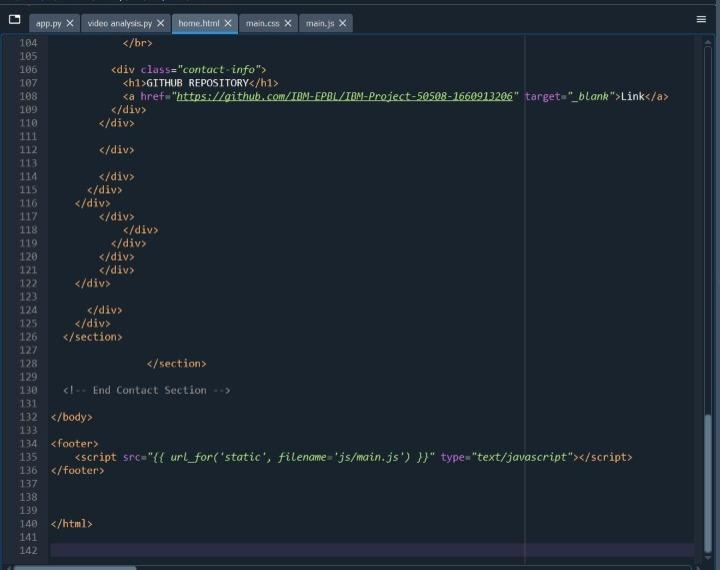 app.py video analysis.py home.html main.css main.js
104 </br>
105
106 <div class="contact-info">
107 <h1>GITHUB REPOSITORY</h1>
108 <a href="https://github.com/IBM-EPBL/IBM-Project-50508-1660913206" target="_blank">Link</a>
109 </div>
110 </div>
111
112 </div>
113
114 </div>
115 </div>
116 </div>
117 </div>
118 </div>
119 </div>
120 </div>
121 </div>
122 </div>
123
124 </div>
125 </div>
126 </section>
127
128 </section>
129
130 <!-- End Contact Section -->
131
132 </body>
133
134 <footer>
135 <script src="{{ url_for('static', filename='js/main.js') }}" type="text/javascript"></script>
136 </footer>
137
138
139
140 </html>
141
142